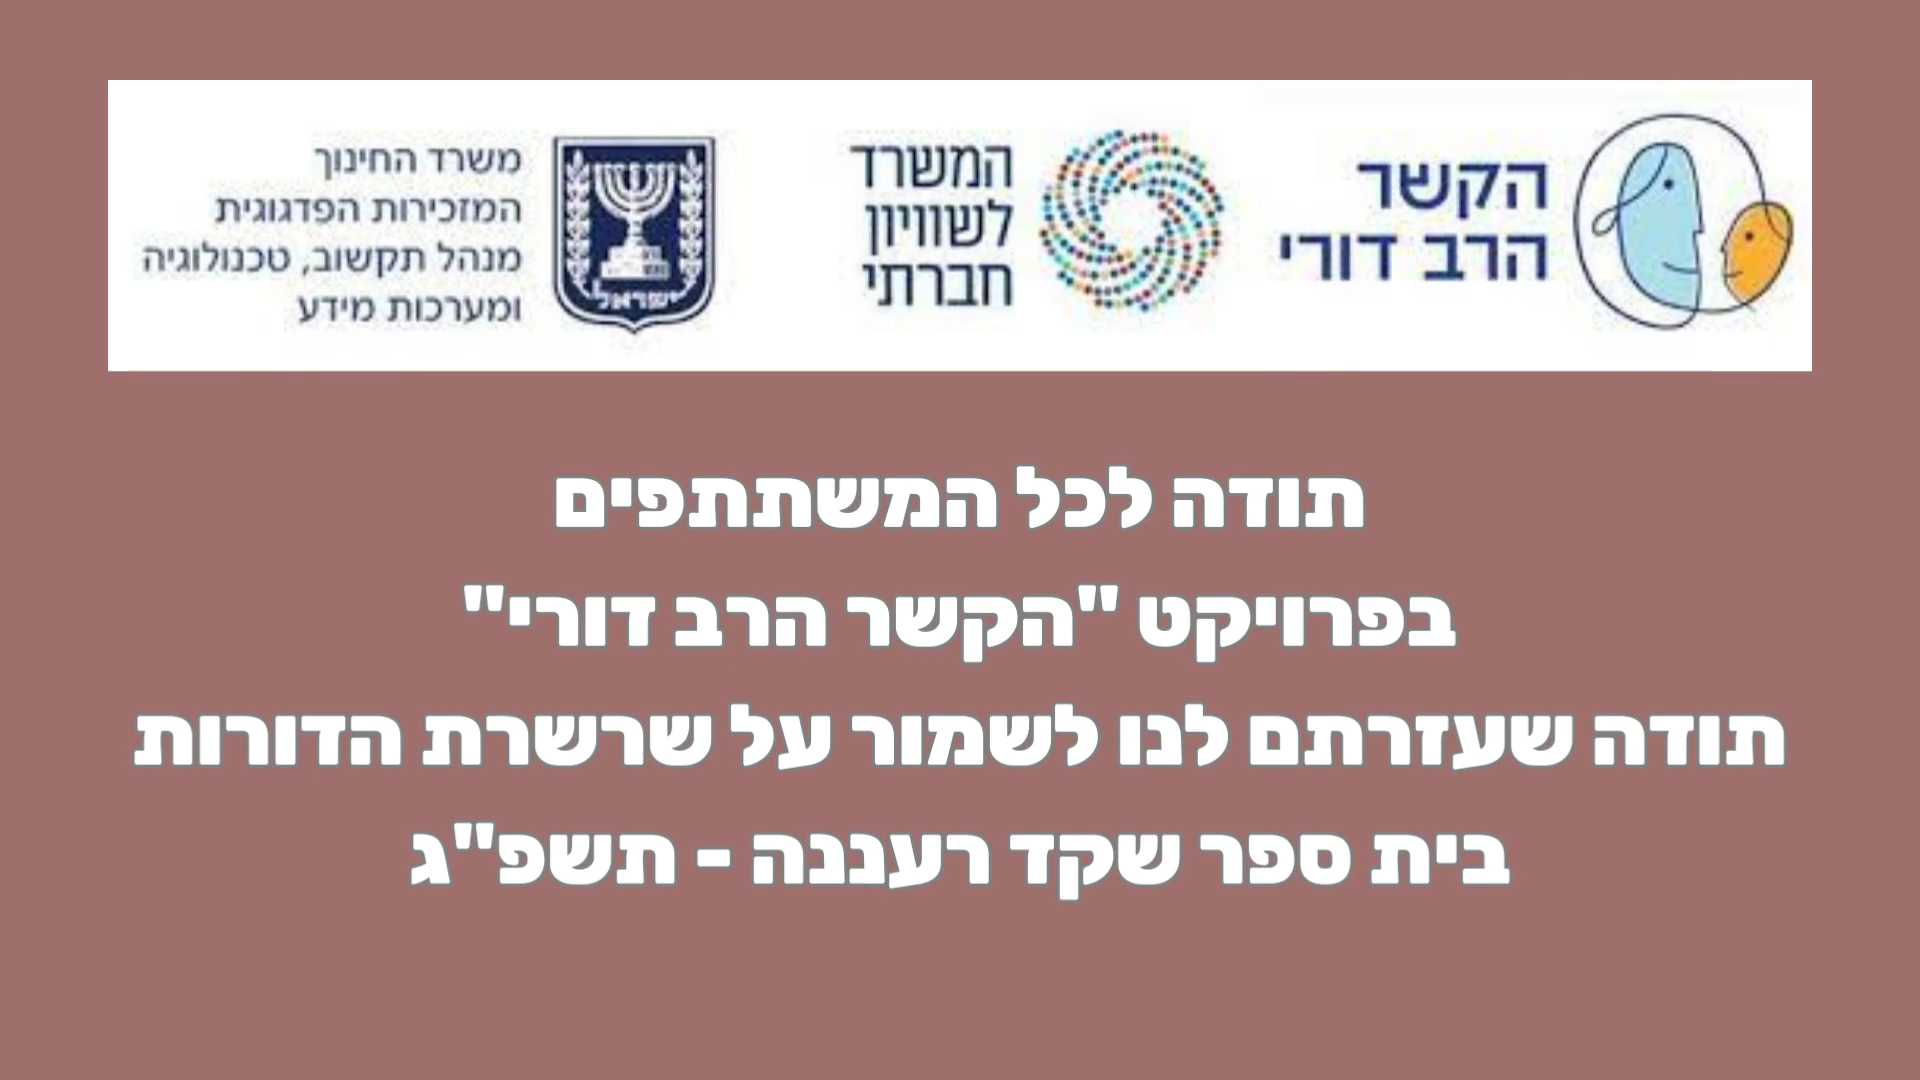 הקשר
הרב דורי
המשרד
לשוויון
חברתי
ישראל
משרד החינוך
המזכירות הפדגוגית
מנהל תקשוב, טכנולוגיה
ומערכות מידע
תודה לכל המשתתפים
בפרויקט "הקשר הרב דורי"
תודה שעזרתם לנו לשמור על שרשרת הדורות
בית ספר שקד רעננה - תשפ"ג